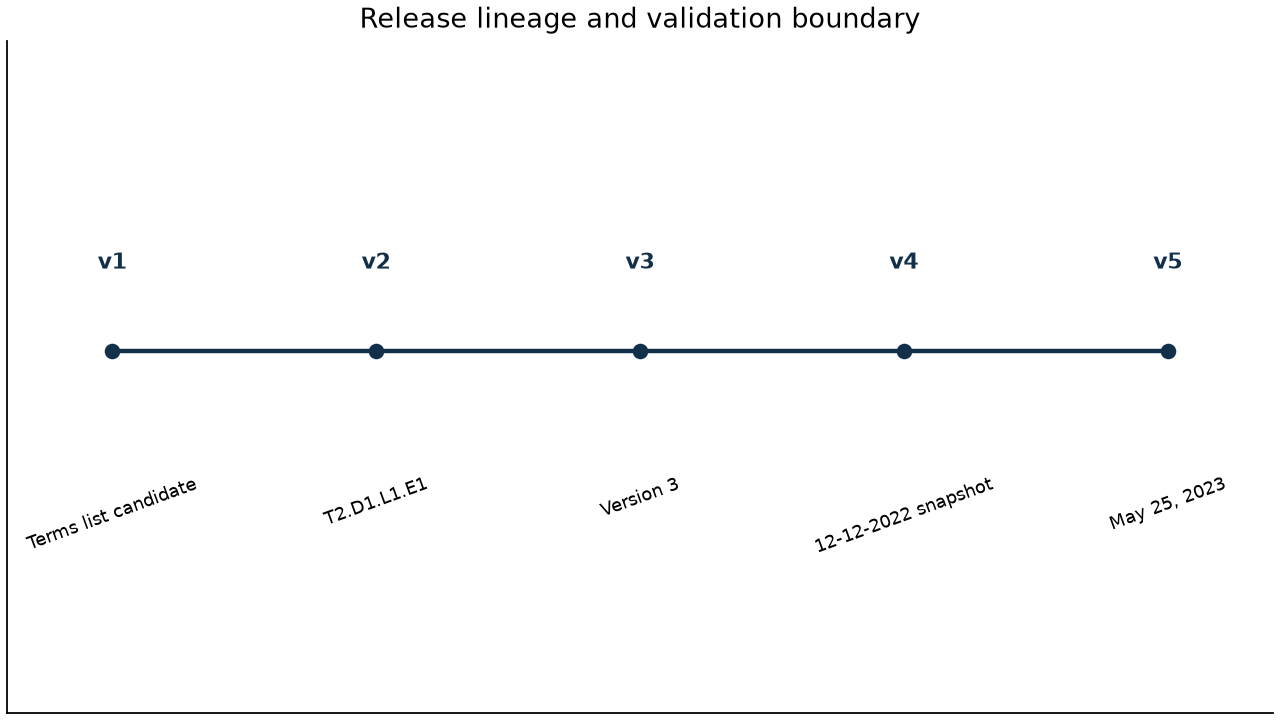 Release lineage and validation boundary
v1
v2
v3
v4
v5
Terms list candidate
T2.D1.L1.E1
Version 3
12-12-2022 snapshot
May 25, 2023